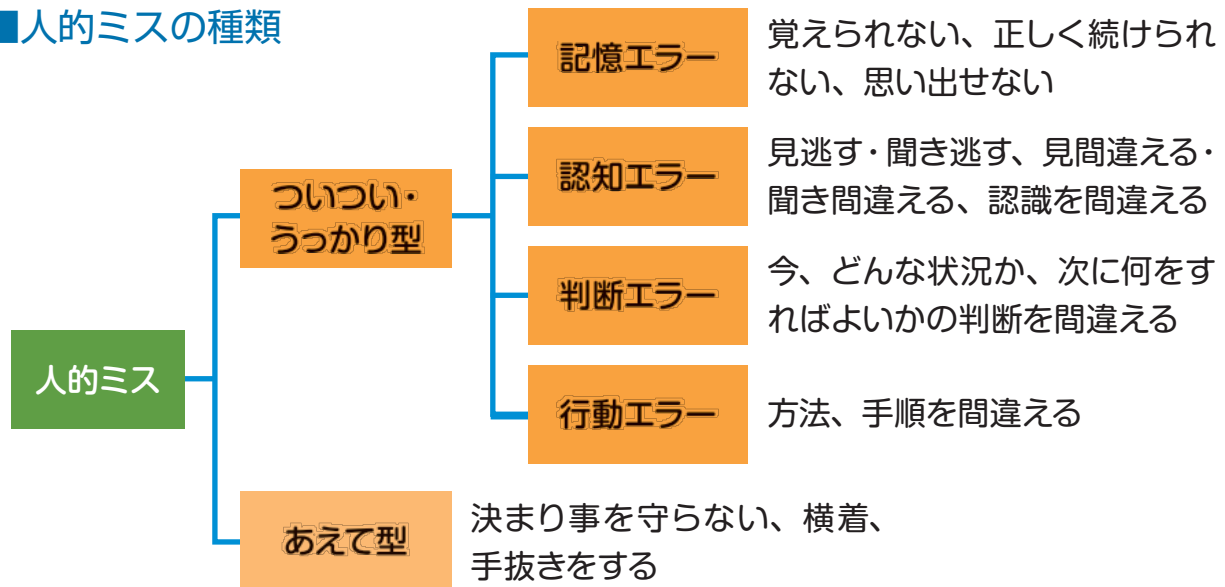 ■人的ミスの種類
人的ミス
ついつい・
うっかり型
記憶エラー
覚えられない、正しく続けられ
ない、思い出せない
認知エラー
見逃す・聞き逃す、見間違える・
聞き間違える、認識を間違える
判断エラー
今、どんな状況か、次に何をす
ればよいかの判断を間違える
行動エラー
方法、手順を間違える
あえて型
決まり事を守らない、横着、
手抜きをする